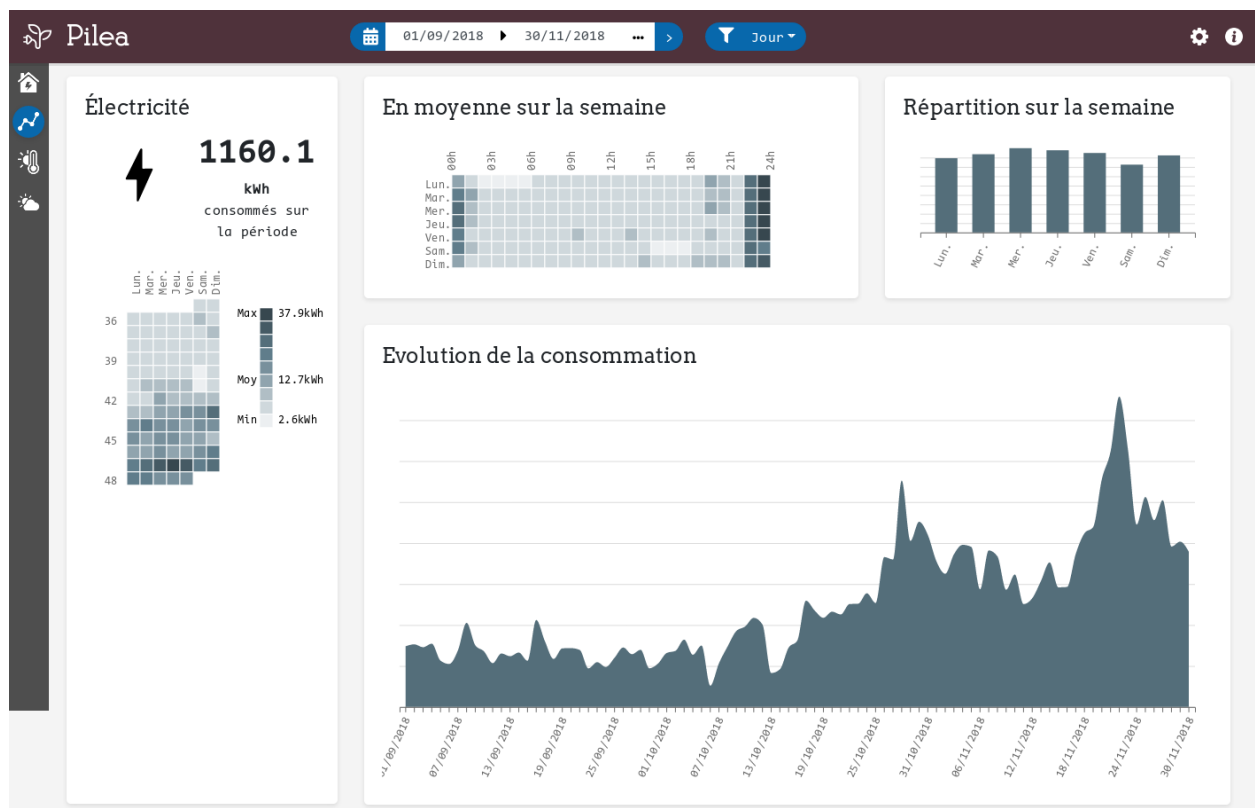 Pilea
01/09/2018
30/11/2018
...
>
Jour
Électricité
1160.1
kWh
consommés sur
la période
Lun.
Mar.
Mer.
Jeu.
Ven.
Sam.
Dim.
36
39
42
45
48
Max 37.9kWh
Moy 12.7kWh
Min 2.6kWh
En moyenne sur la semaine
00h
03h
06h
09h
12h
15h
18h
21h
24h
Lun.
Mar.
Mer.
Jeu.
Ven.
Sam.
Dim.
Répartition sur la semaine
Lun.
Mar.
Mer.
Jeu.
Ven.
Sam.
Dim.
Evolution de la consommation
/09/2018
07/09/2018
13/09/2018
19/09/2018
25/09/2018
01/10/2018
07/10/2018
13/10/2018
19/10/2018
25/10/2018
31/10/2018
06/11/2018
12/11/2018
18/11/2018
24/11/2018
30/11/2018